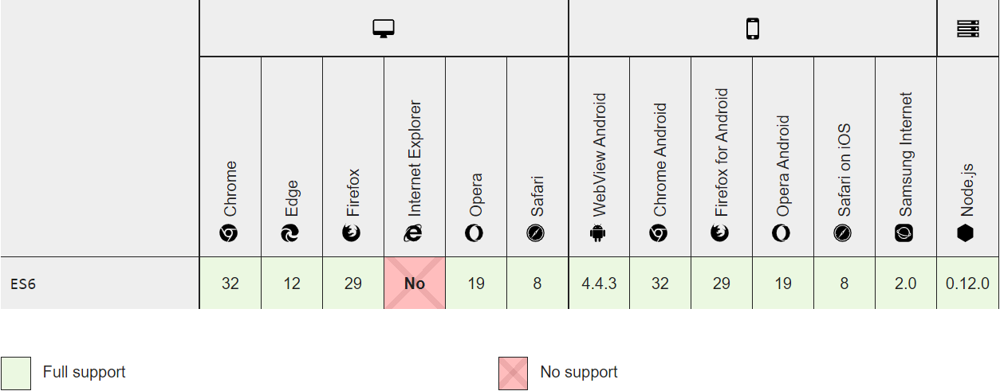 Chrome
Edge
Firefox
Internet Explorer
Opera
Safari
WebView Android
Chrome Android
Firefox for Android
Opera Android
Safari on iOS
Samsung Internet
Node.js
ES6 32 12 29 No 19 8 4.4.3 32 29 19 8 2.0 0.12.0
Full support No support